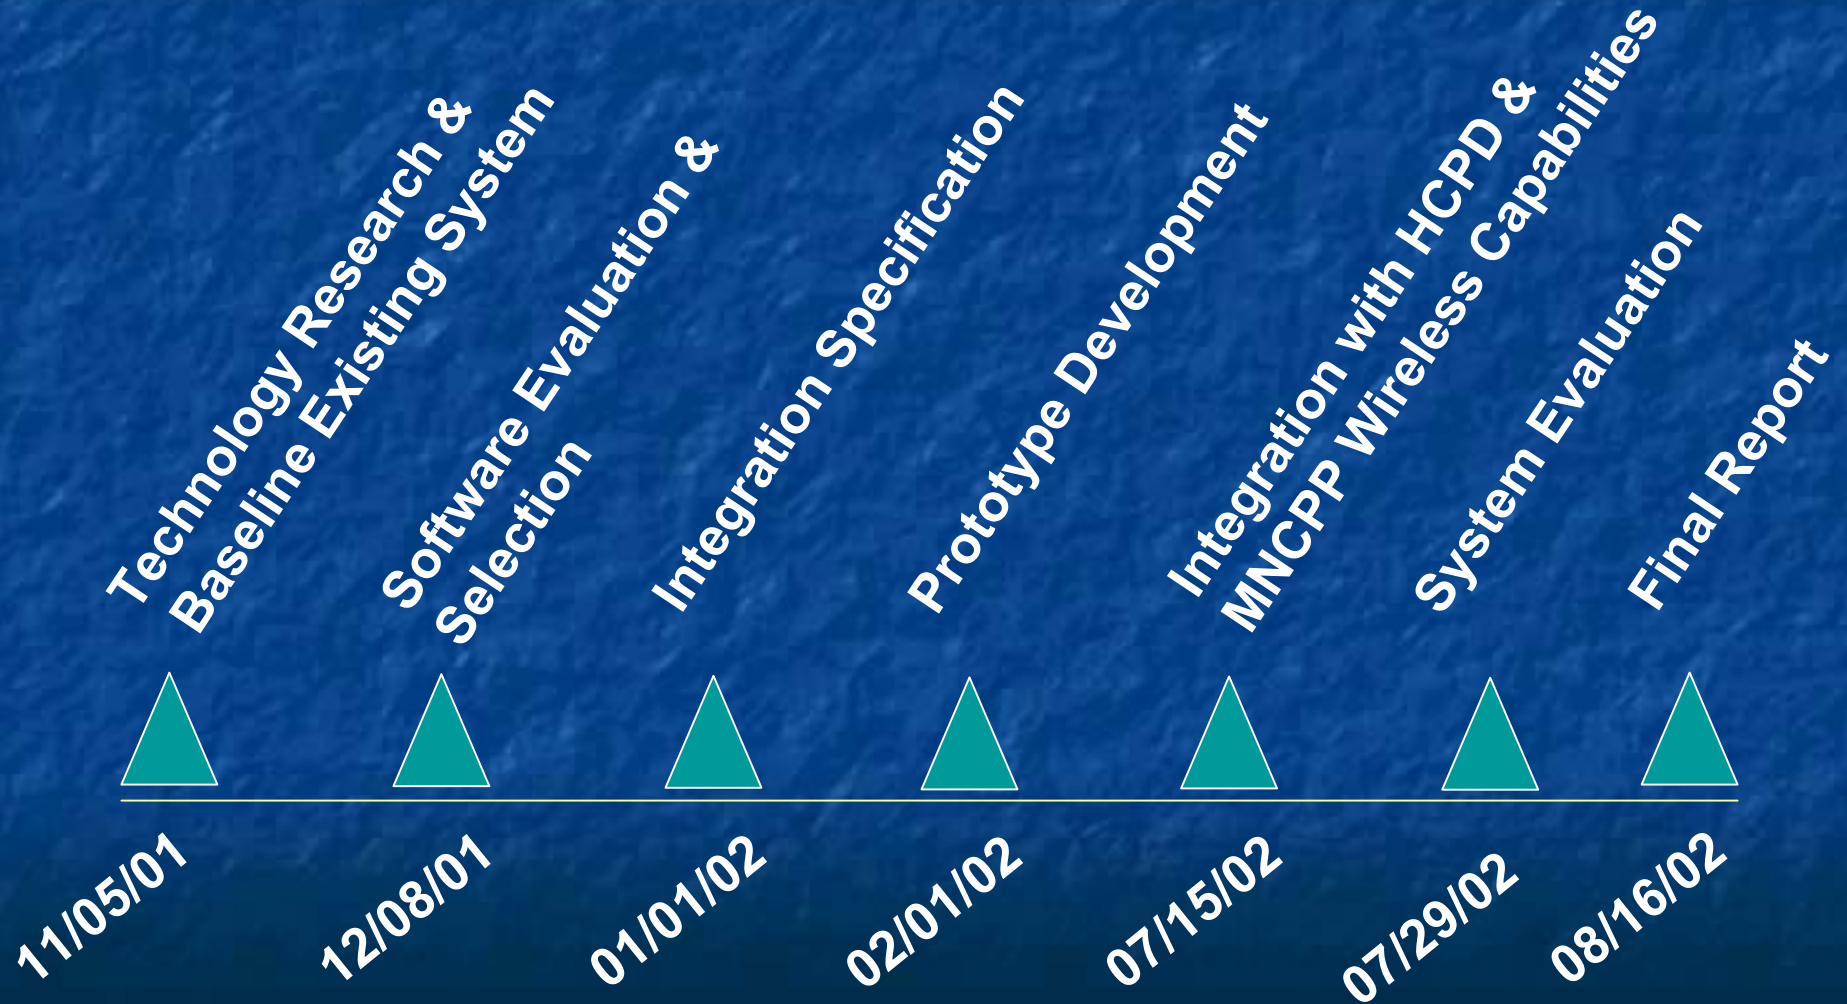 Technology Research &
Baseline Existing System
Software Evaluation &
Selection
Integration Specification
Prototype Development
Integration with HCPD &
MNCPP Wireless Capabilities
System Evaluation
Final Report
11/05/01
12/08/01
01/01/02
02/01/02
07/15/02
07/29/02
08/16/02